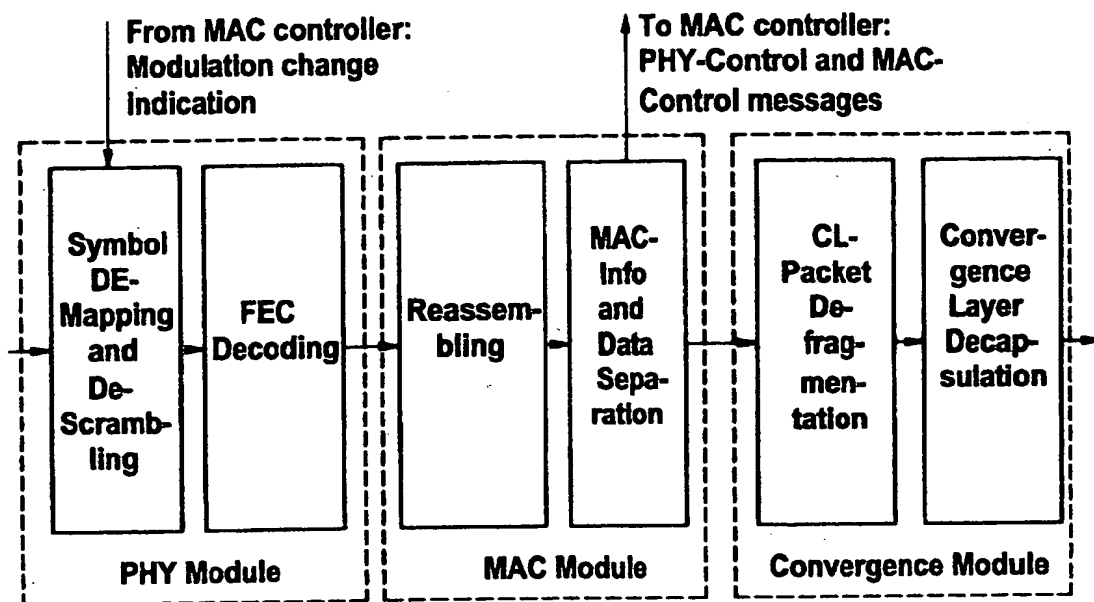 From MAC controller:
Modulation change
indication
To MAC controller:
PHY-Control and MAC-
Control messages
Symbol
DE-
Mapping
and
De-
Scramb-
ling
FEC
Decoding
Reassem-
bling
MAC-
Info
and
Data
Sepa-
ration
CL-
Packet
De-
frag-
men-
tation
Conver-
gence
Layer
Decap-
sulation
PHY Module
MAC Module
Convergence Module